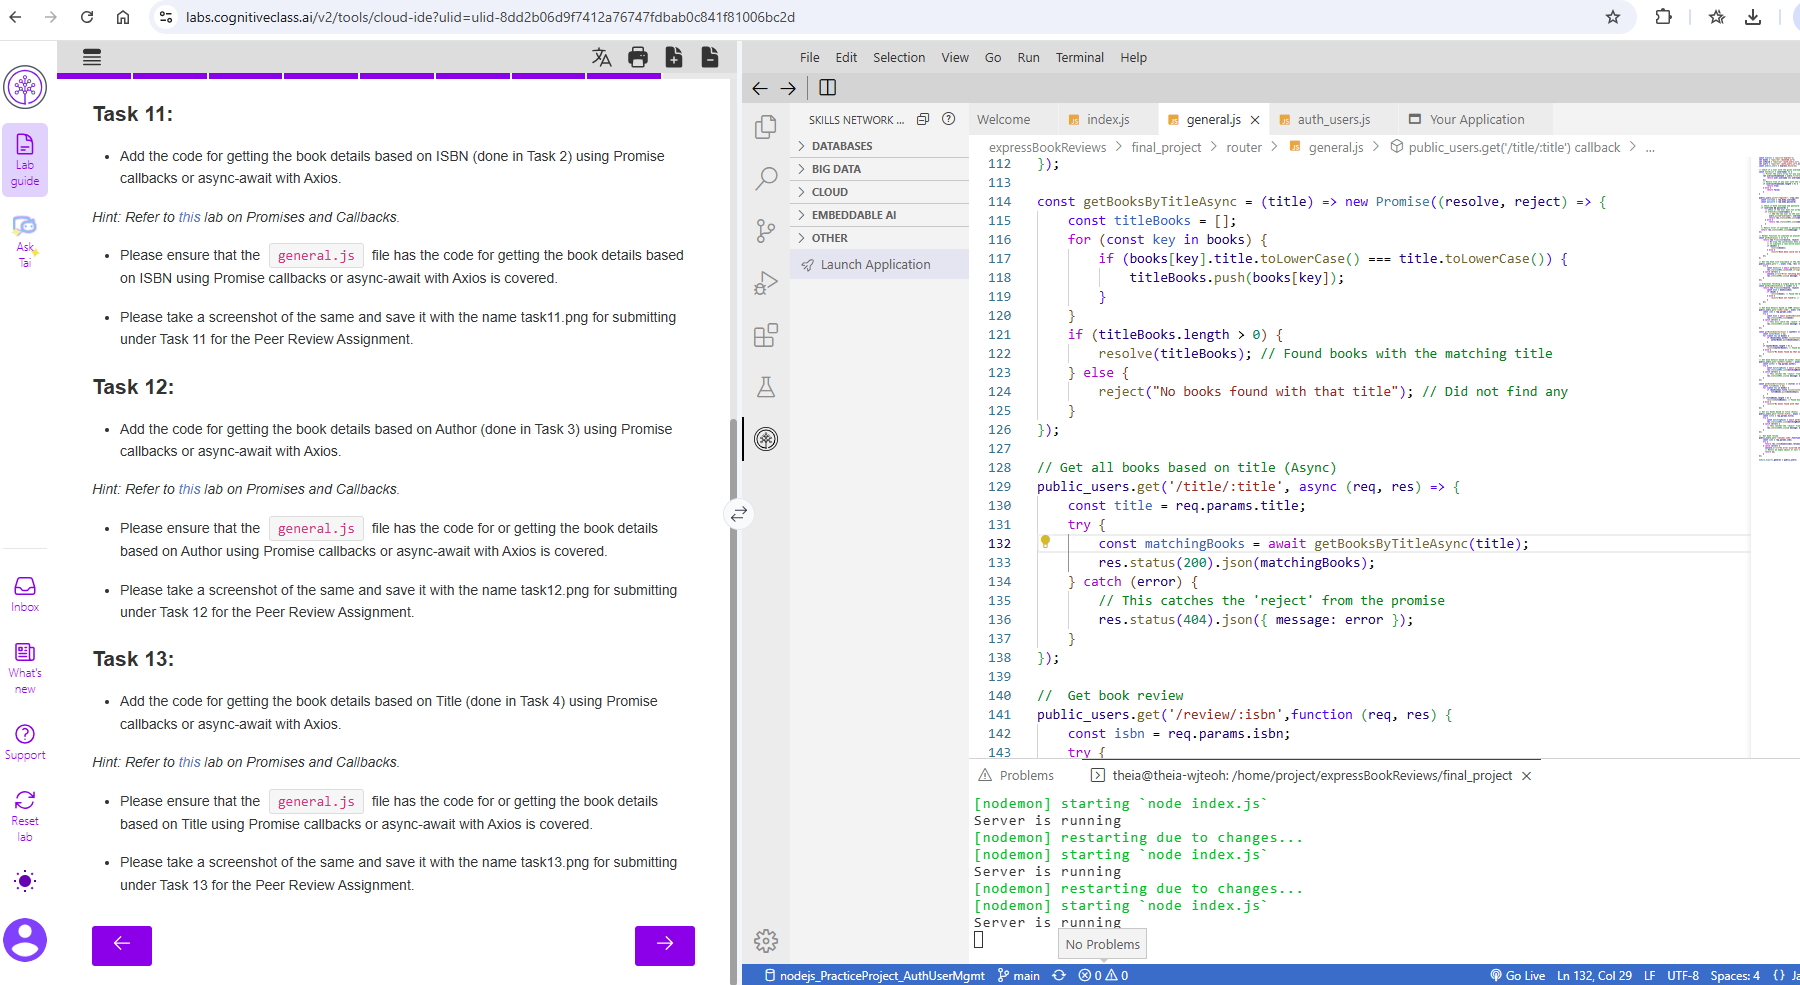 labs.cognitiveclass.ai/v2/tools/cloud-ide?ulid=ulid-8dd2b06d9f7412a76747fdbab0c841f81006bc2d
Lab
guide
Ask
Tai
Inbox
What's
new
Support
Reset
lab
Task 11:
• Add the code for getting the book details based on ISBN (done in Task 2) using Promise
callbacks or async-await with Axios.
Hint: Refer to this lab on Promises and Callbacks.
• Please ensure that the general.js file has the code for getting the book details based
on ISBN using Promise callbacks or async-await with Axios is covered.
• Please take a screenshot of the same and save it with the name task11.png for submitting
under Task 11 for the Peer Review Assignment.
Task 12:
• Add the code for getting the book details based on Author (done in Task 3) using Promise
callbacks or async-await with Axios.
Hint: Refer to this lab on Promises and Callbacks.
• Please ensure that the general.js file has the code for or getting the book details
based on Author using Promise callbacks or async-await with Axios is covered.
• Please take a screenshot of the same and save it with the name task12.png for submitting
under Task 12 for the Peer Review Assignment.
Task 13:
• Add the code for getting the book details based on Title (done in Task 4) using Promise
callbacks or async-await with Axios.
Hint: Refer to this lab on Promises and Callbacks.
• Please ensure that the general.js file has the code for or getting the book details
based on Title using Promise callbacks or async-await with Axios is covered.
• Please take a screenshot of the same and save it with the name task13.png for submitting
under Task 13 for the Peer Review Assignment.
File Edit Selection View Go Run Terminal Help
SKILLS NETWORK ...
DATABASES
BIG DATA
CLOUD
EMBEDDABLE AI
OTHER
Launch Application
Welcome index.js general.js auth_users.js Your Application
expressBookReviews > final_project > router > general.js > public_users.get('/title/:title') callback > ...
112 });
113
114 const getBooksByTitleAsync = (title) => new Promise((resolve, reject) => {
115 const titleBooks = [];
116 for (const key in books) {
117 if (books[key].title.toLowerCase() === title.toLowerCase()) {
118 titleBooks.push(books[key]);
119 }
120 }
121 if (titleBooks.length > 0) {
122 resolve(titleBooks); // Found books with the matching title
123 } else {
124 reject("No books found with that title"); // Did not find any
125 }
126 });
127
128 // Get all books based on title (Async)
129 public_users.get('/title/:title', async (req, res) => {
130 const title = req.params.title;
131 try {
132 const matchingBooks = await getBooksByTitleAsync(title);
133 res.status(200).json(matchingBooks);
134 } catch (error) {
135 // This catches the 'reject' from the promise
136 res.status(404).json({ message: error });
137 }
138 });
139
140 //  Get book review
141 public_users.get('/review/:isbn',function (req, res) {
142 const isbn = req.params.isbn;
143 try {
Problems theia@theia-wjteoh: /home/project/expressBookReviews/final_project
[nodemon] starting `node index.js`
Server is running
[nodemon] restarting due to changes...
[nodemon] starting `node index.js`
Server is running
[nodemon] restarting due to changes...
[nodemon] starting `node index.js`
Server is running
No Problems
nodejs_PracticeProject_AuthUserMgmt main 0 0 Go Live Ln 132, Col 29 LF UTF-8 Spaces: 4 {} Ja